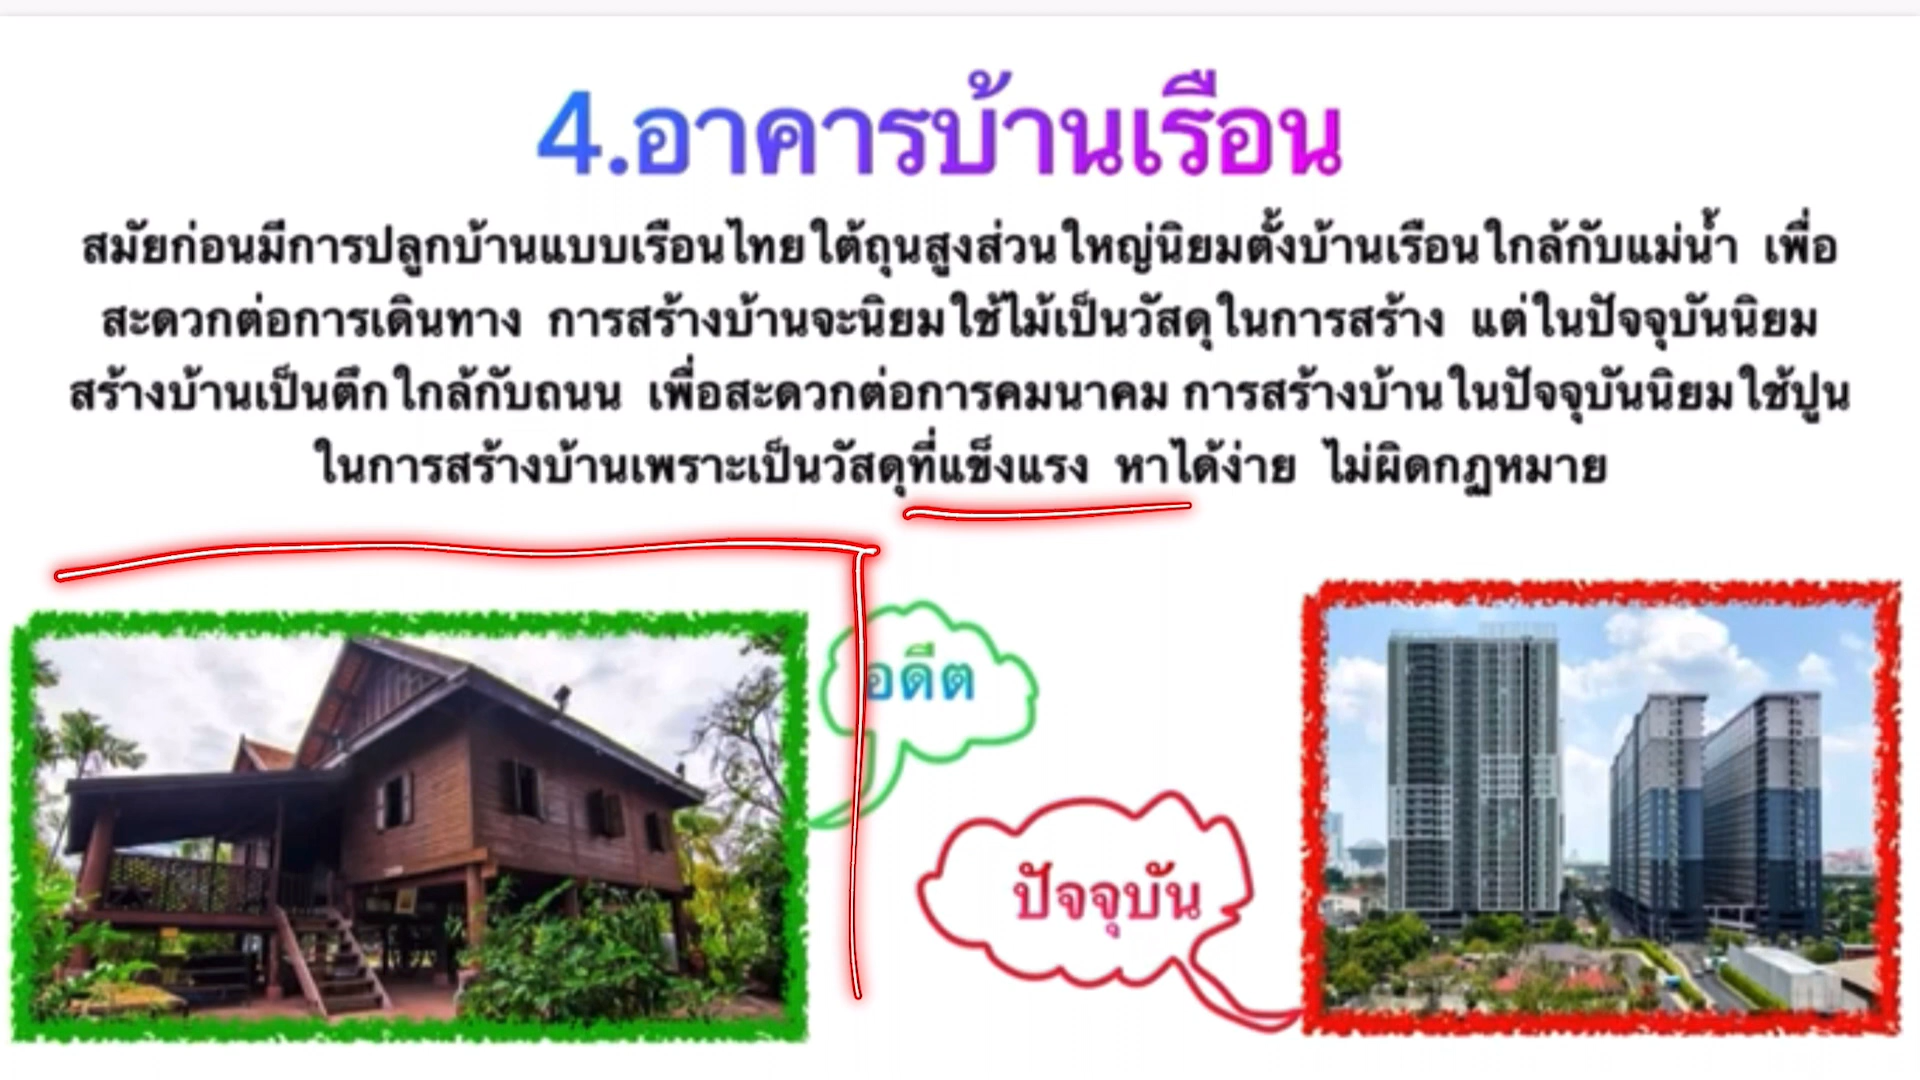 4.อาคารบ้านเรือน
สมัยก่อนมีการปลูกบ้านแบบเรือนไทยใต้ถุนสูงส่วนใหญ่นิยมตั้งบ้านเรือนใกล้กับแม่น้ำ เพื่อ
สะดวกต่อการเดินทาง การสร้างบ้านจะนิยมใช้ไม้เป็นวัสดุในการสร้าง แต่ในปัจจุบันนิยม
สร้างบ้านเป็นตึกใกล้กับถนน เพื่อสะดวกต่อการคมนาคม การสร้างบ้านในปัจจุบันนิยมใช้ปูน
ในการสร้างบ้านเพราะเป็นวัสดุที่แข็งแรง หาได้ง่าย ไม่ผิดกฎหมาย
อดีต
ปัจจุบัน